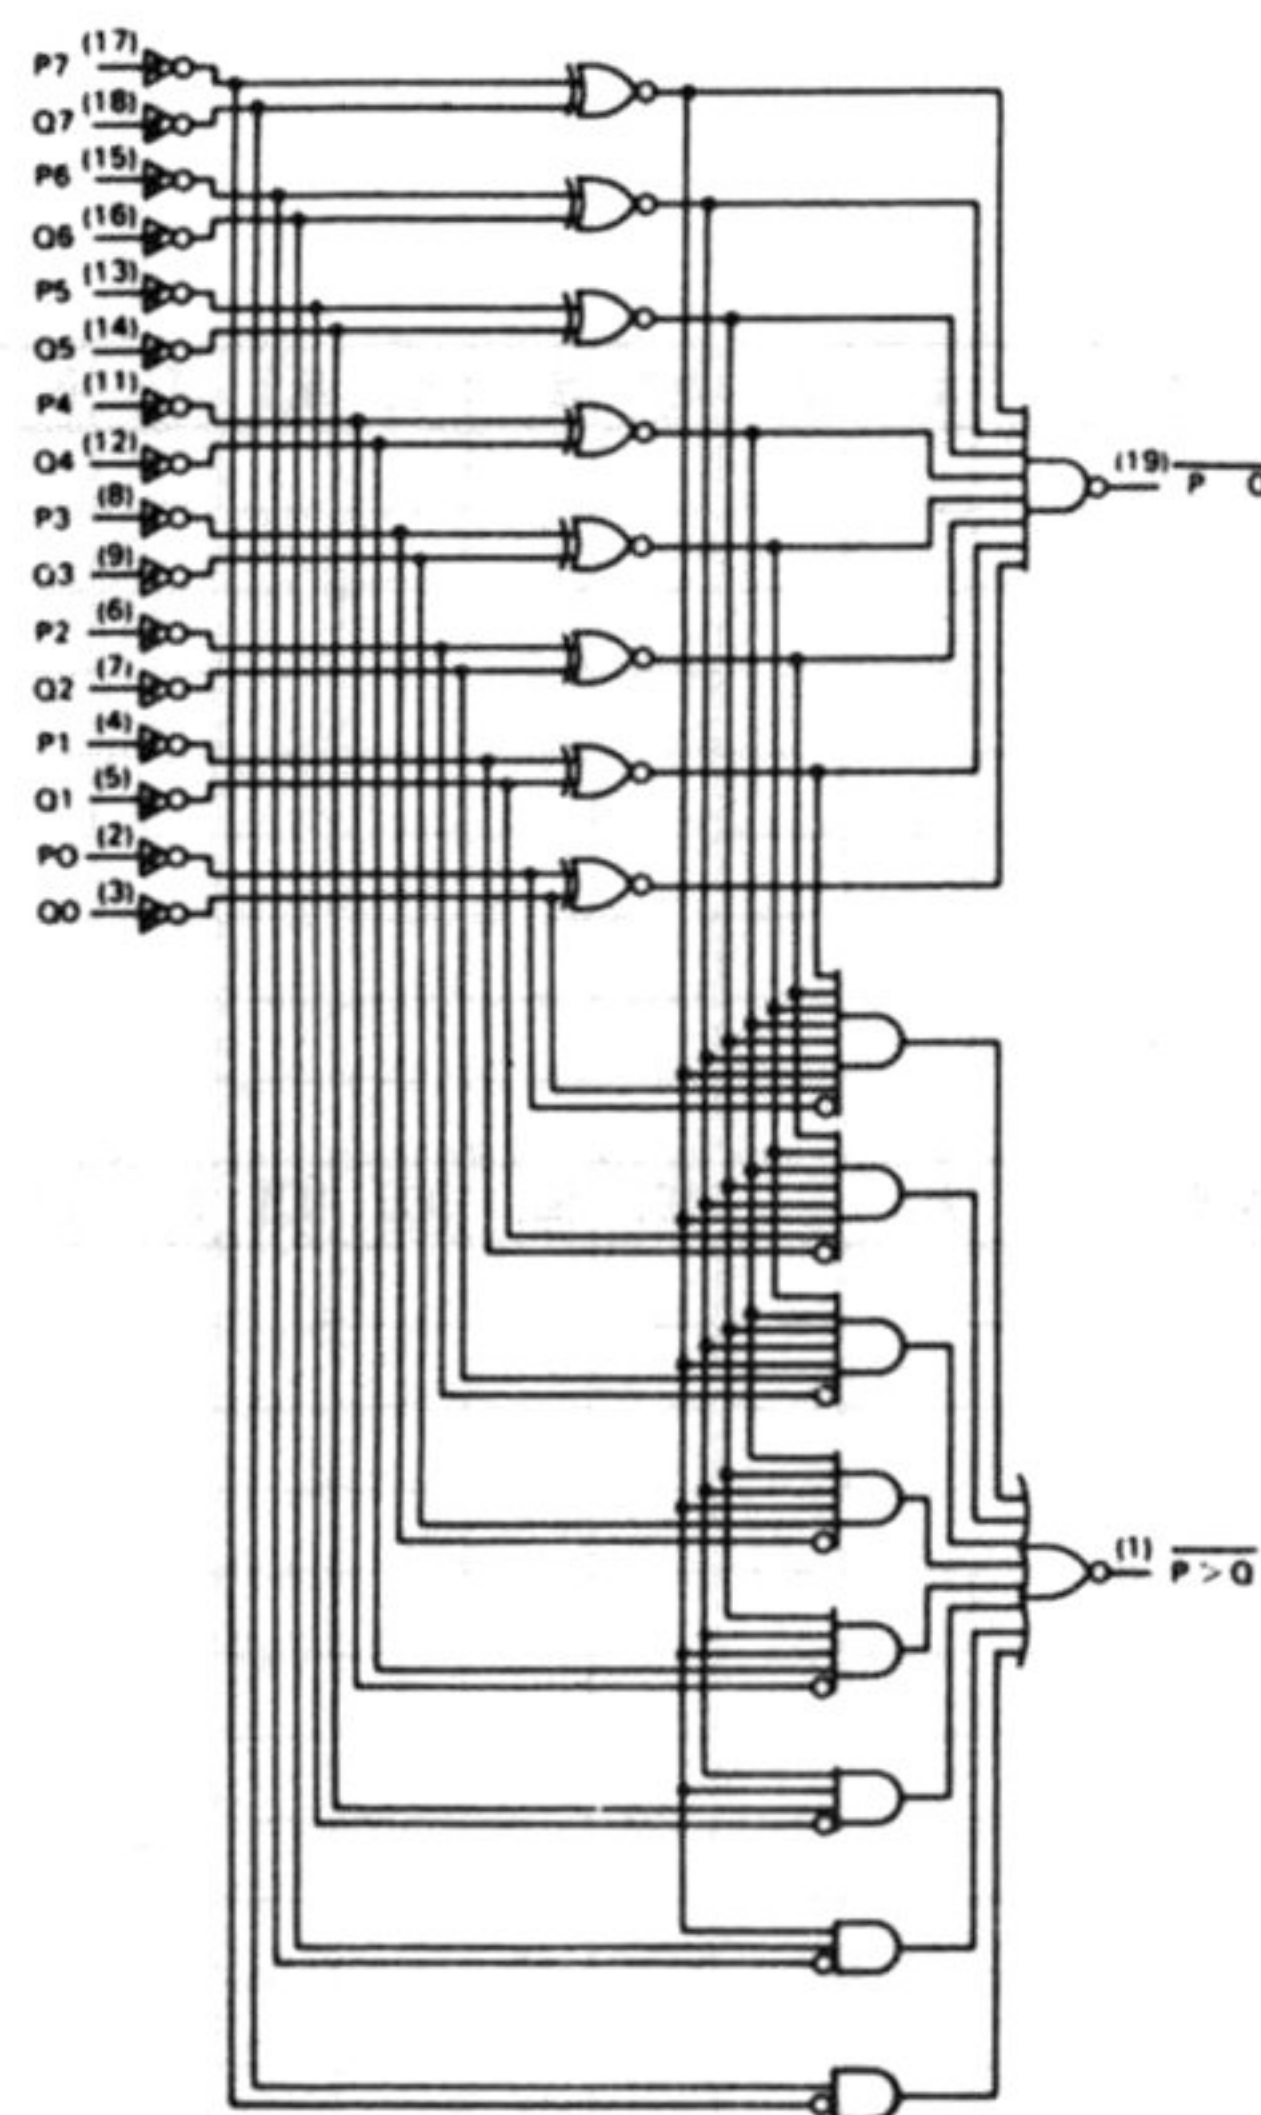 P7 (17)
Q7 (18)
P6 (15)
Q6 (16)
P5 (13)
Q5 (14)
P4 (11)
Q4 (12)
P3 (8)
Q3 (9)
P2 (6)
Q2 (7)
P1 (4)
Q1 (5)
P0 (2)
Q0 (3)
(19) P
(1) P > Q